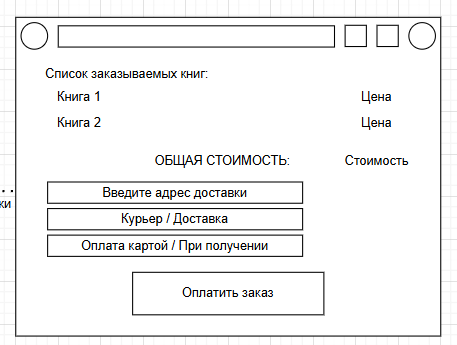 Список заказываемых книг:
Книга 1 Цена
Книга 2 Цена
ОБЩАЯ СТОИМОСТЬ: Стоимость
Введите адрес доставки
Курьер / Доставка
Оплата картой / При получении
Оплатить заказ